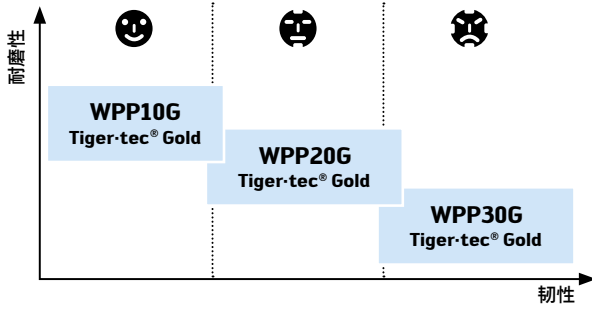 耐磨性
WPP10G
Tiger·tec® Gold
WPP20G
Tiger·tec® Gold
WPP30G
Tiger·tec® Gold
韧性